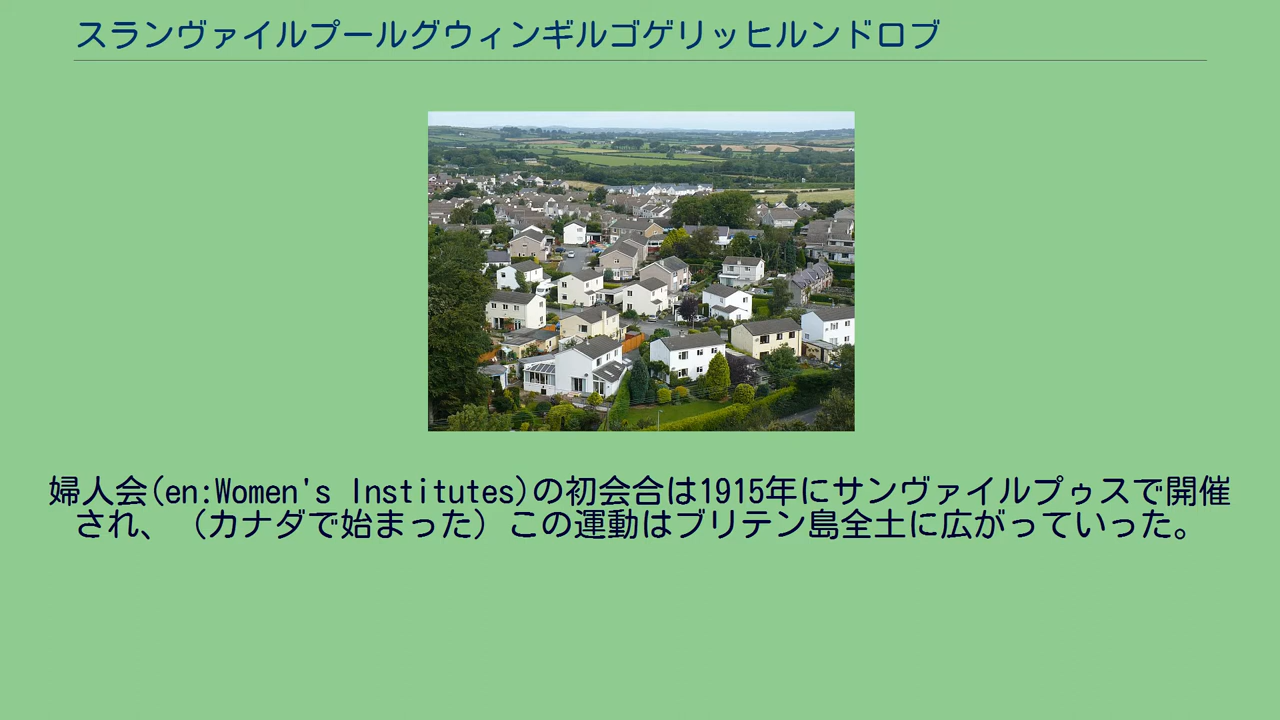 スランヴァイルプールグウィンギルゴゲリッヒルンドロブ
婦人会(en:Women's Institutes)の初会合は1915年にサンヴァイルプゥスで開催
され、（カナダで始まった）この運動はブリテン島全土に広がっていった。